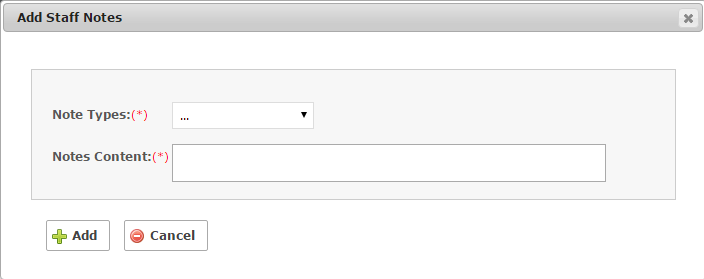 Add Staff Notes
Note Types:(*) ...
Notes Content:(*)
Add Cancel